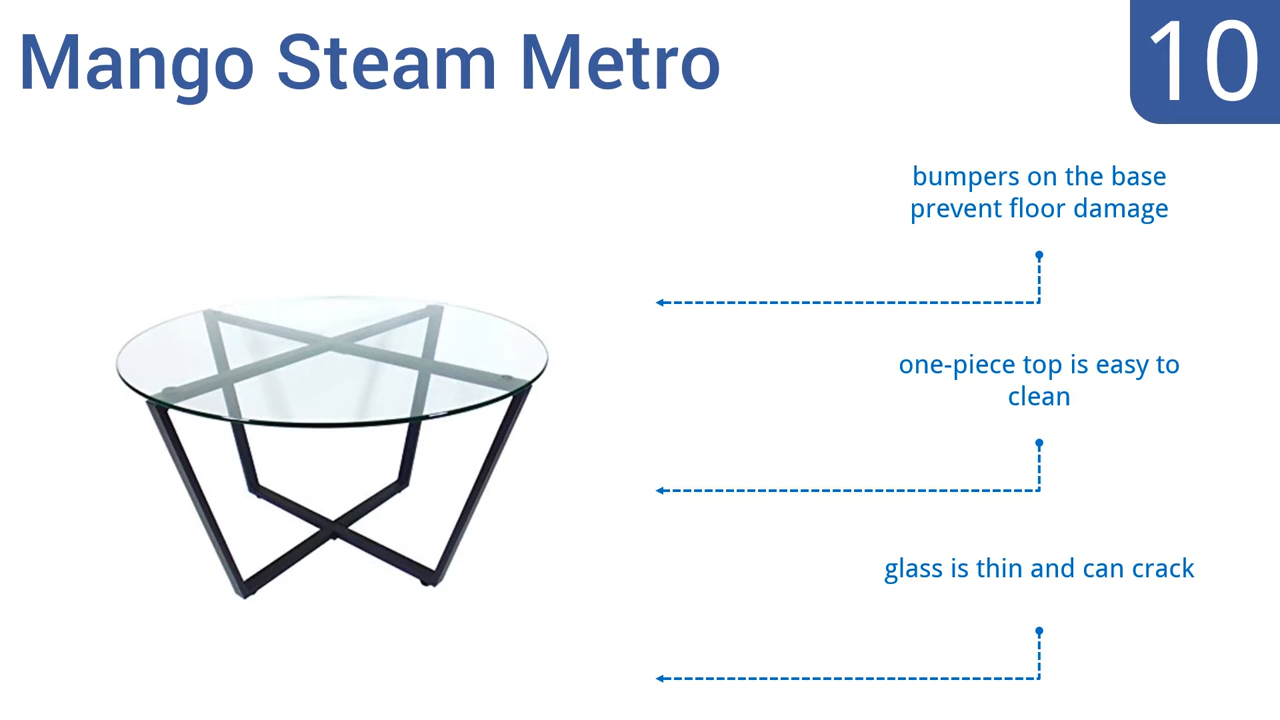 Mango Steam Metro
10
bumpers on the base
prevent floor damage
one-piece top is easy to
clean
glass is thin and can crack